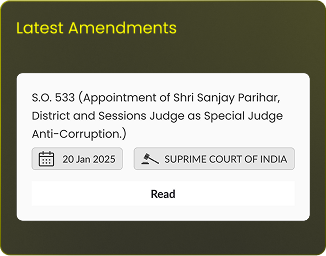 Latest Amendments
S.O. 533 (Appointment of Shri Sanjay Parihar,
District and Sessions Judge as Special Judge
Anti-Corruption.)
20 Jan 2025
SUPRIME COURT OF INDIA
Read